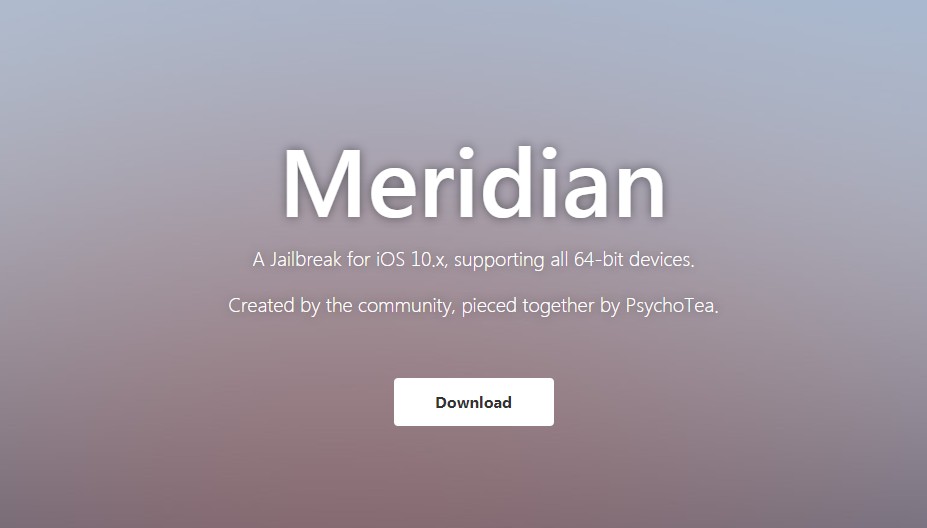 Meridian
A Jailbreak for iOS 10.x, supporting all 64-bit devices.
Created by the community, pieced together by PsychoTea.
Download